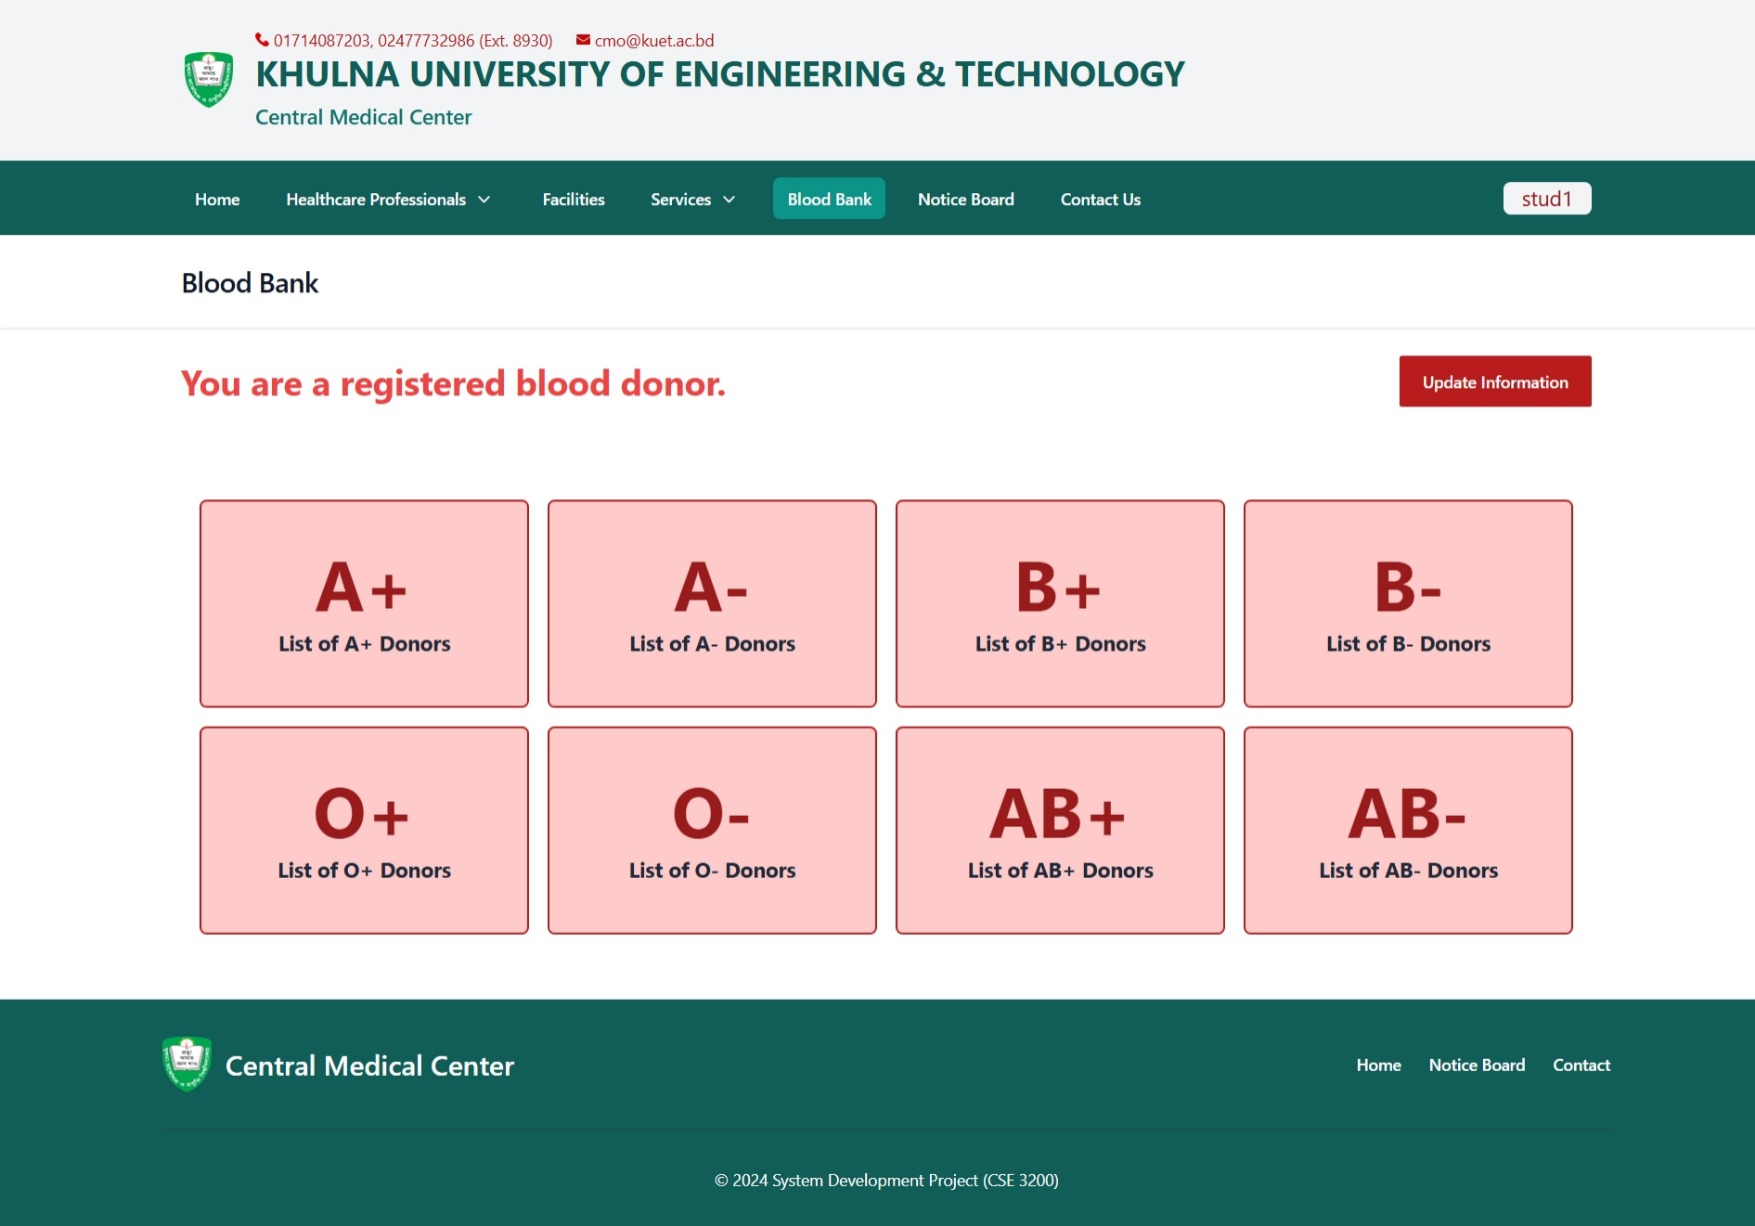 01714087203, 02477732986 (Ext. 8930) cmo@kuet.ac.bd
KHULNA UNIVERSITY OF ENGINEERING & TECHNOLOGY
Central Medical Center
Home Healthcare Professionals Facilities Services Blood Bank Notice Board Contact Us stud1
Blood Bank
You are a registered blood donor.
Update Information
A+ A- B+ B-
List of A+ Donors List of A- Donors List of B+ Donors List of B- Donors
O+ O- AB+ AB-
List of O+ Donors List of O- Donors List of AB+ Donors List of AB- Donors
Central Medical Center
Home Notice Board Contact
© 2024 System Development Project (CSE 3200)